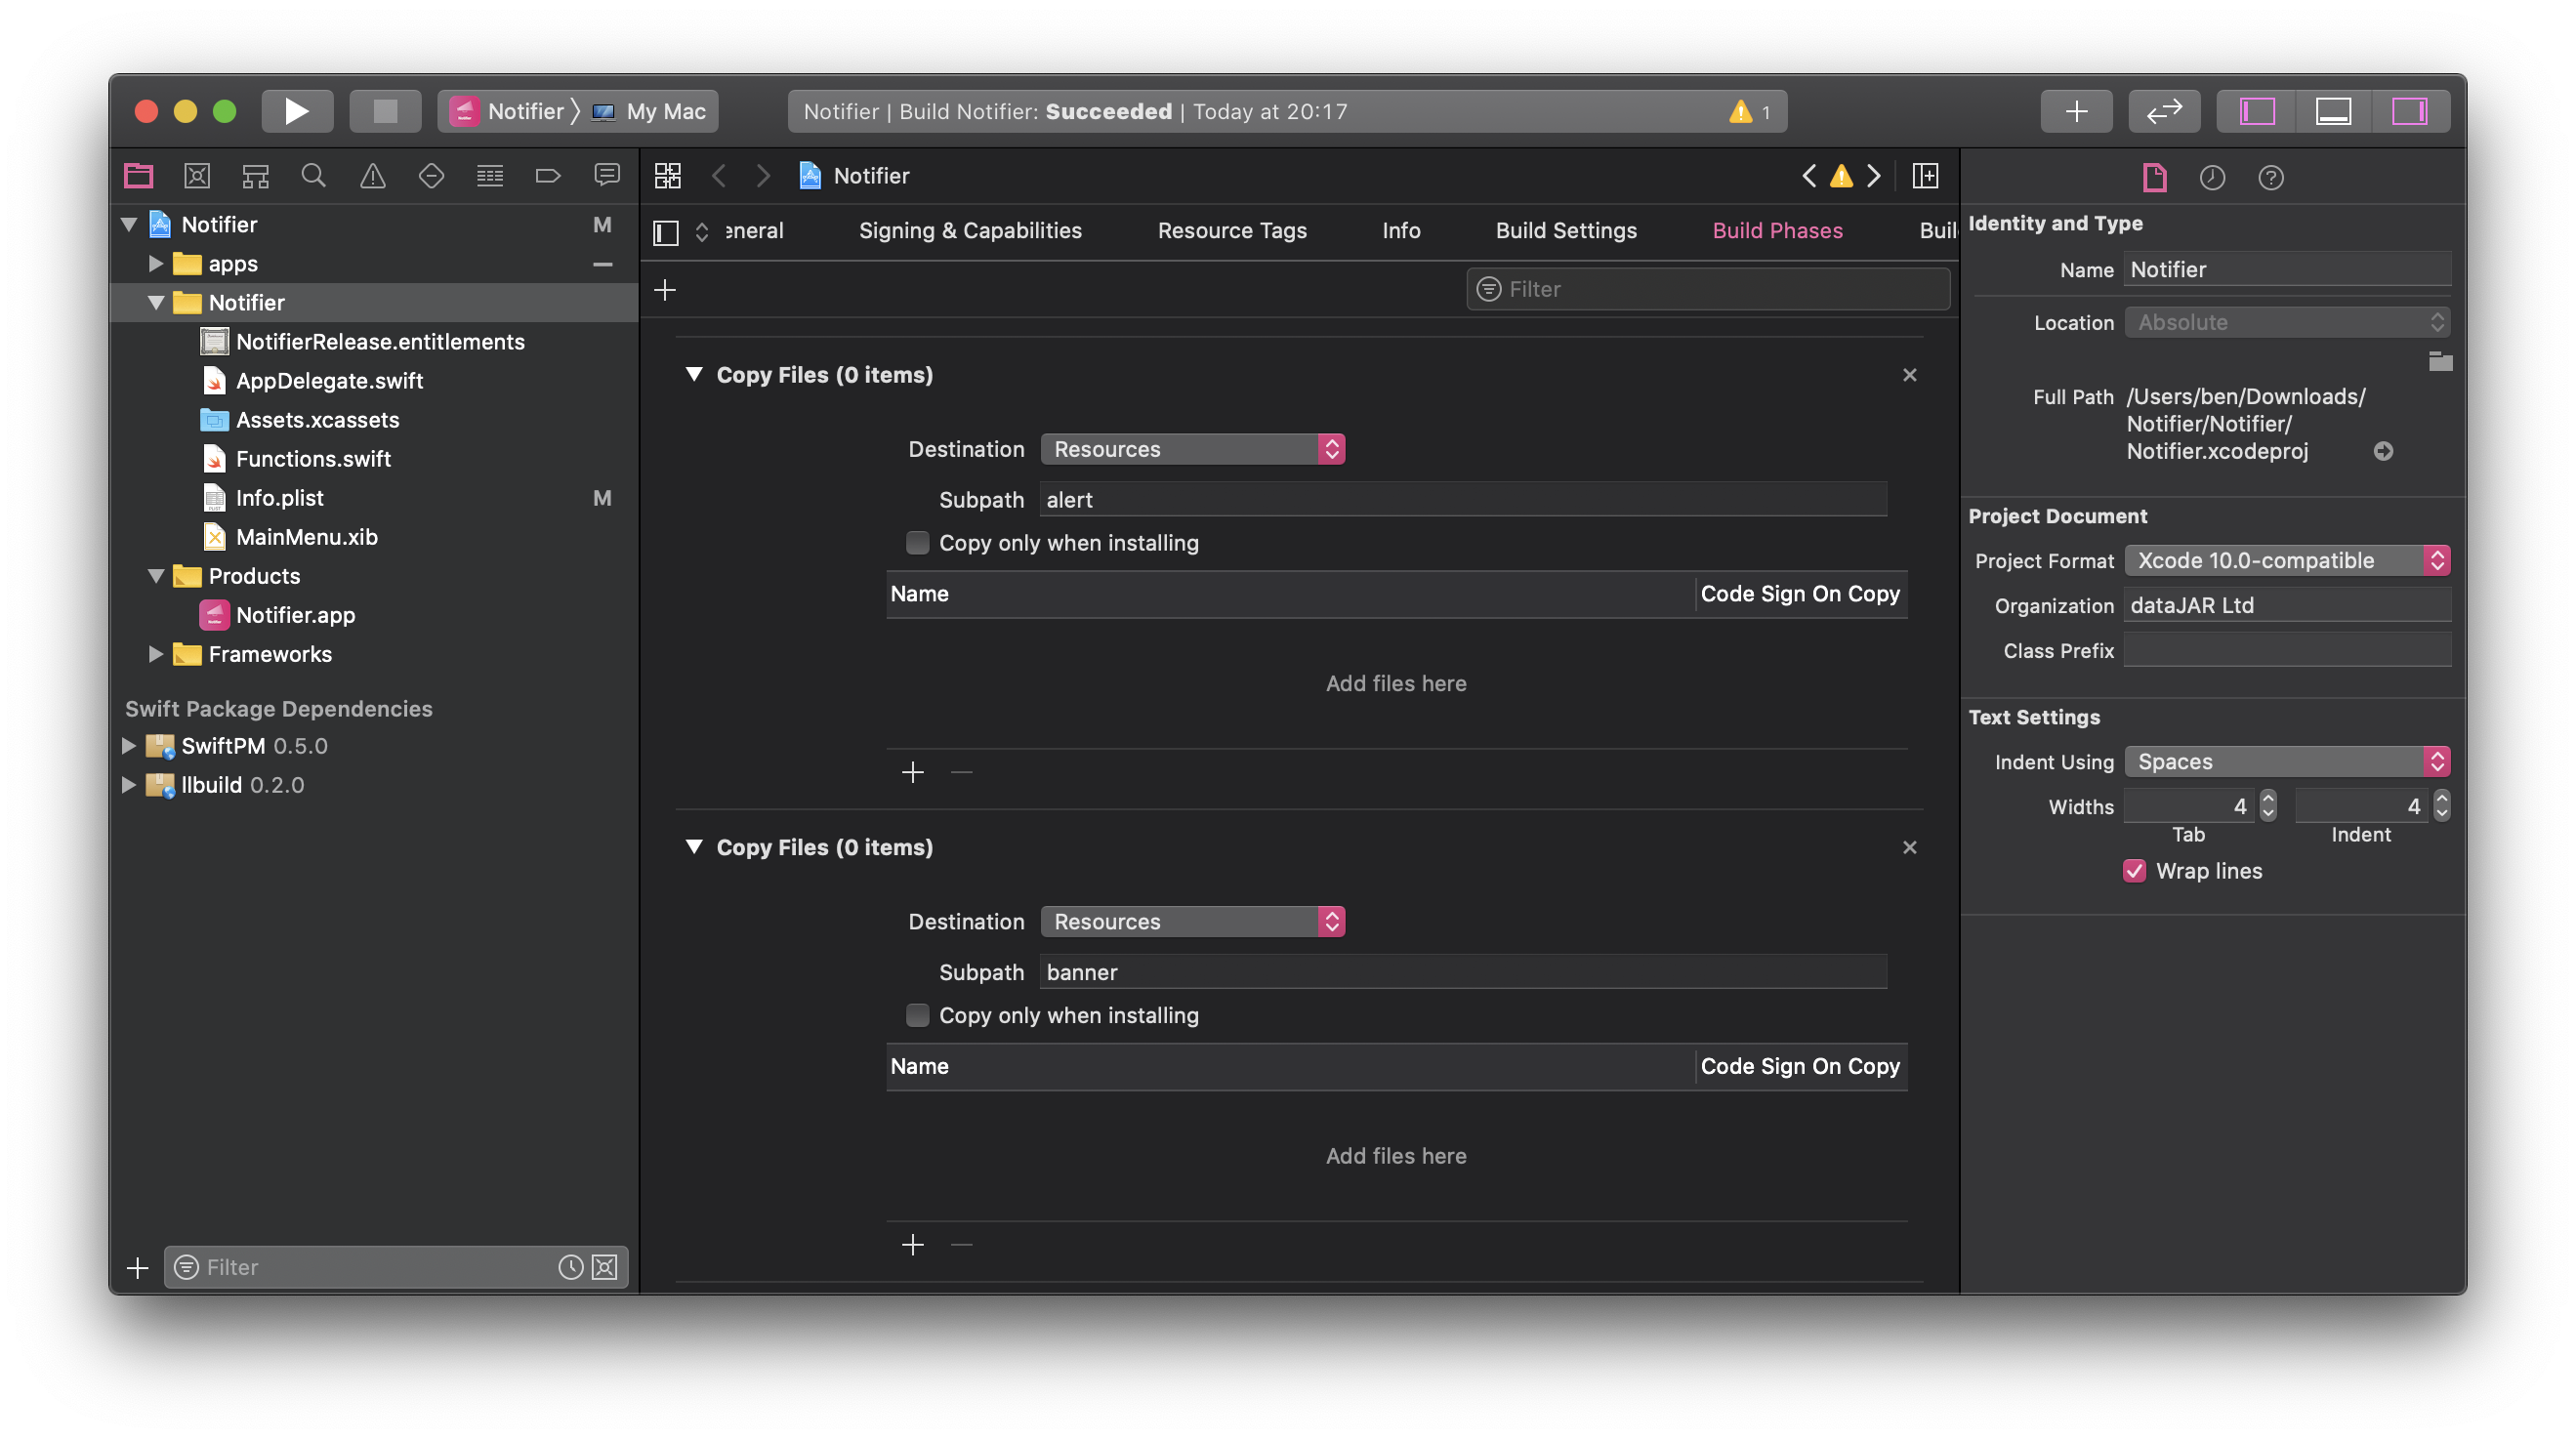 Notifier 〉 My Mac
Notifier | Build Notifier: Succeeded | Today at 20:17
1
Notifier M
apps
Notifier
NotifierRelease.entitlements
AppDelegate.swift
Assets.xcassets
Functions.swift
Info.plist M
MainMenu.xib
Products
Notifier.app
Frameworks
Swift Package Dependencies
SwiftPM 0.5.0
llbuild 0.2.0
Filter
Notifier
eneral Signing & Capabilities Resource Tags Info Build Settings Build Phases Buil
Filter
Copy Files (0 items)
Destination Resources
Subpath alert
Copy only when installing
Name Code Sign On Copy
Add files here
Copy Files (0 items)
Destination Resources
Subpath banner
Copy only when installing
Name Code Sign On Copy
Add files here
Identity and Type
Name Notifier
Location Absolute
Full Path /Users/ben/Downloads/
Notifier/Notifier/
Notifier.xcodeproj
Project Document
Project Format Xcode 10.0-compatible
Organization dataJAR Ltd
Class Prefix
Text Settings
Indent Using Spaces
Widths 4 4
Tab Indent
Wrap lines